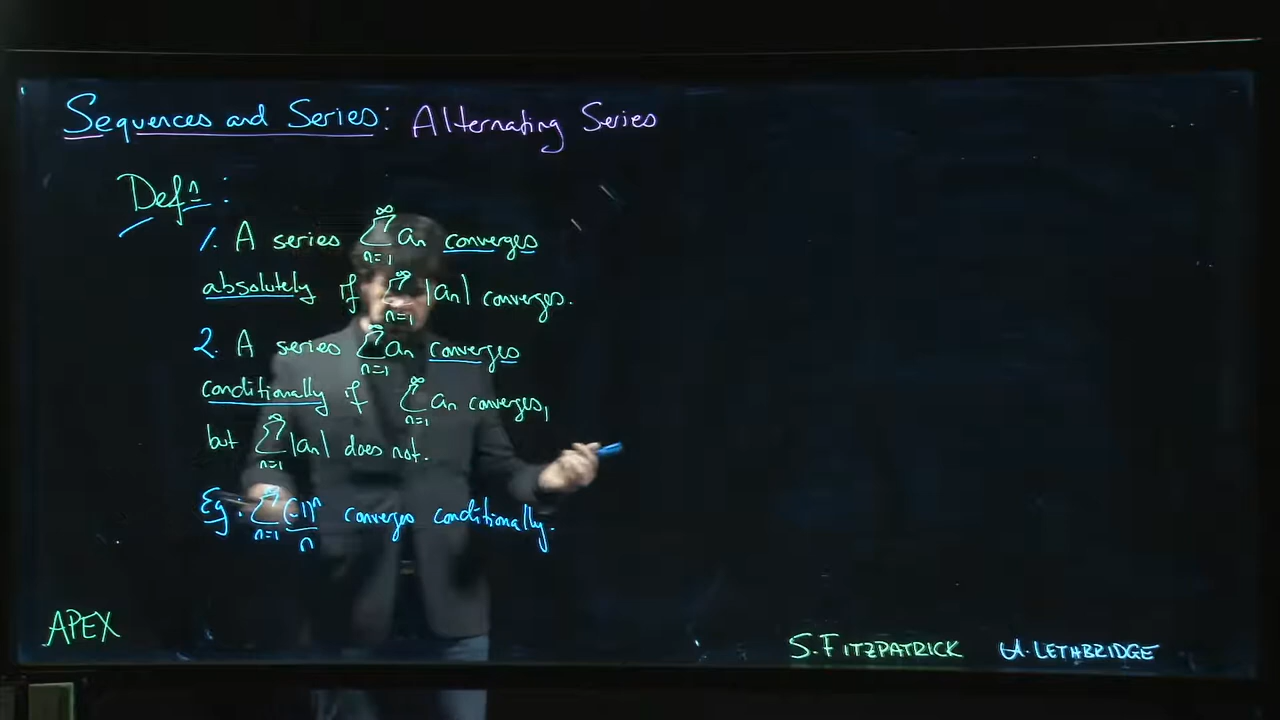 Sequences and Series: Alternating Series
Defⁿ:
1. A series ∑_{n=1}^{∞} aₙ converges
absolutely if ∑_{n=1}^{∞} |aₙ| converges.
2. A series ∑_{n=1}^{∞} aₙ converges
conditionally if ∑_{n=1}^{∞} aₙ converges,
but ∑_{n=1}^{∞} |aₙ| does not.
Eg: ∑_{n=1}^{∞} (-1)ⁿ/n converges conditionally.
APEX
S. FITZPATRICK U. LETHBRIDGE